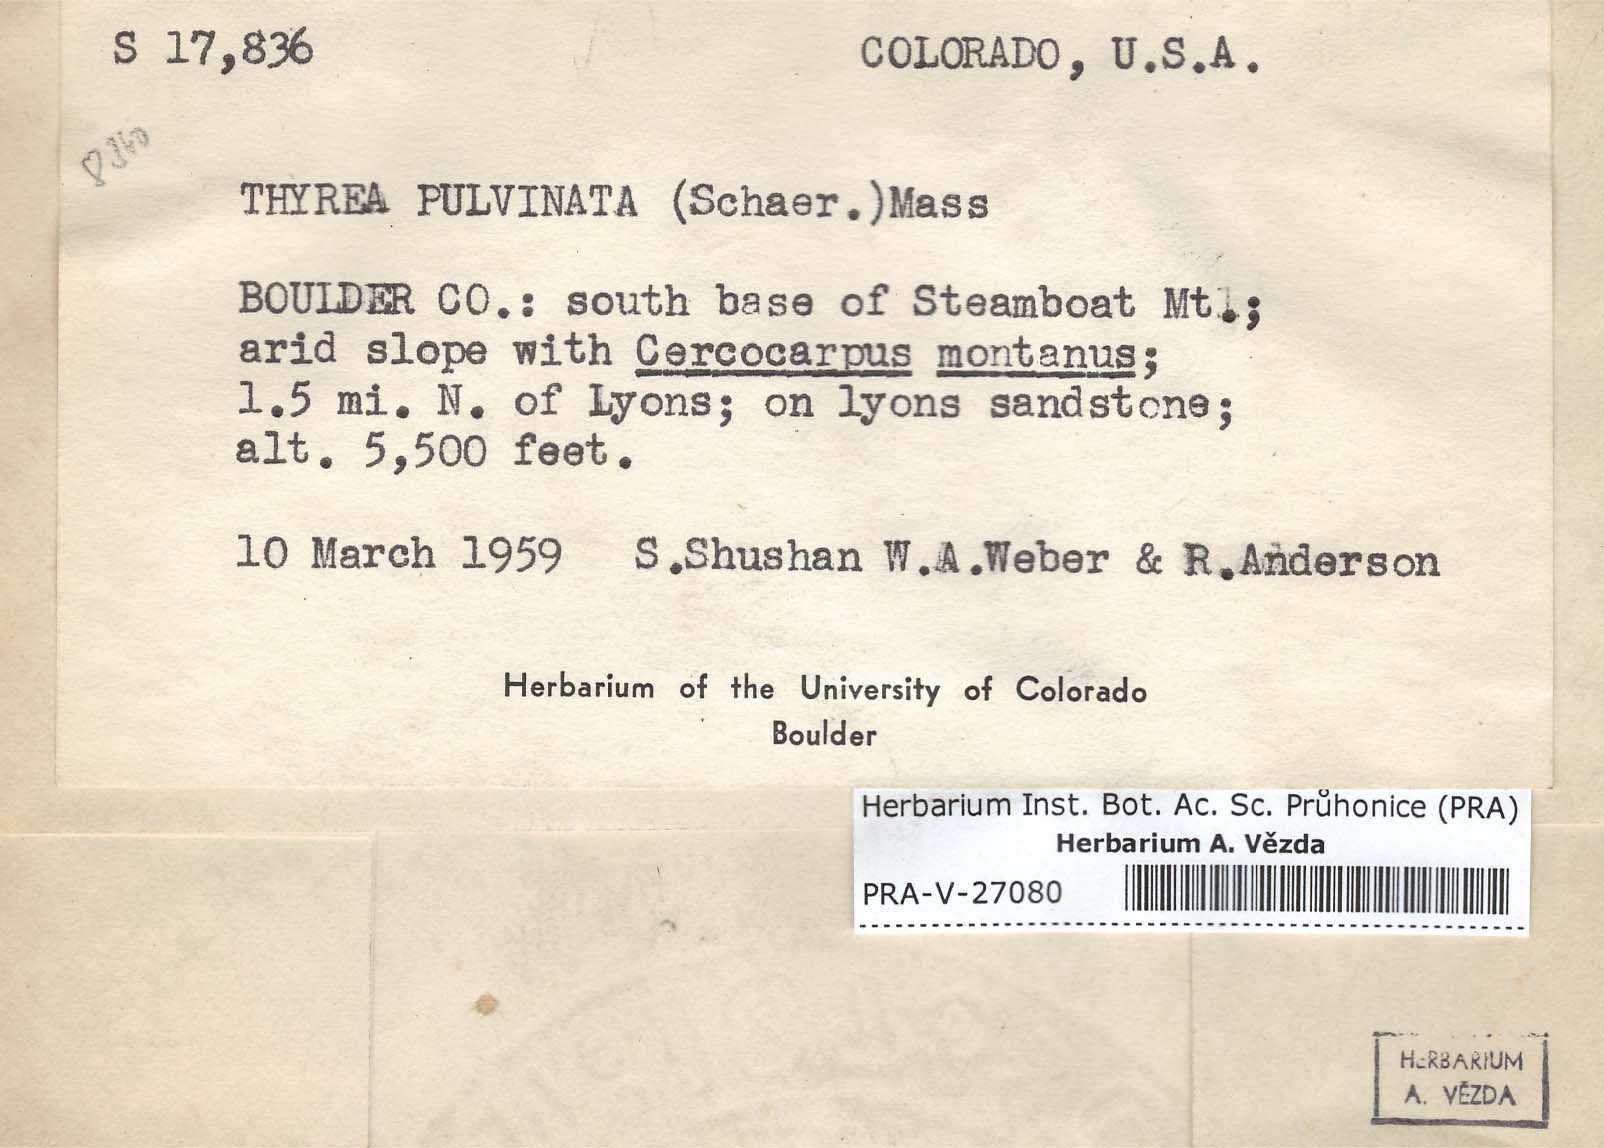 S 17,836
COLORADO, U.S.A.
THYREA PULVINATA (Schaer.)Mass
BOULDER CO.: south base of Steamboat Mt.;
arid slope with Cercocarpus montanus;
1.5 mi. N. of Lyons; on lyons sandstone;
alt. 5,500 feet.
10 March 1959 S.Shushan W.A.Weber & R.Anderson
Herbarium of the University of Colorado
Boulder
Herbarium Inst. Bot. Ac. Sc. Průhonice (PRA)
Herbarium A. Vězda
PRA-V-27080
HERBARIUM
A. VĚZDA